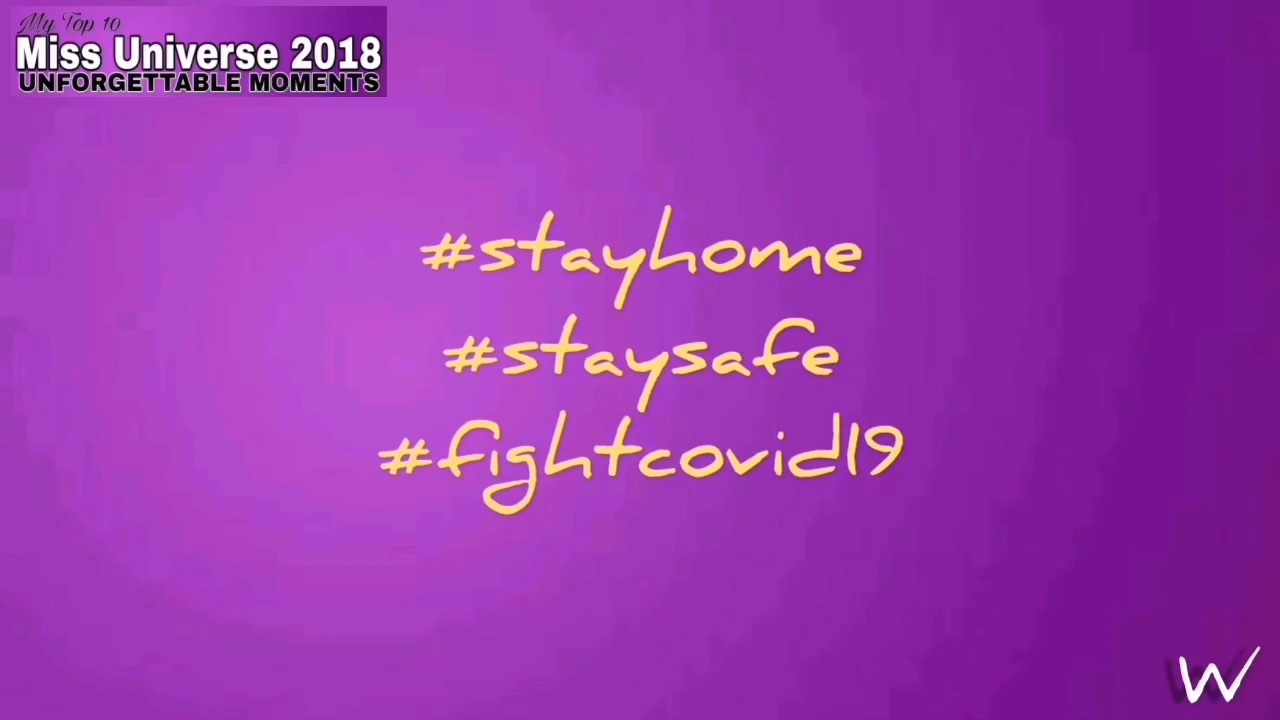 My Top 10
Miss Universe 2018
UNFORGETTABLE MOMENTS
#stayhome
#staysafe
#fightcovid19
W